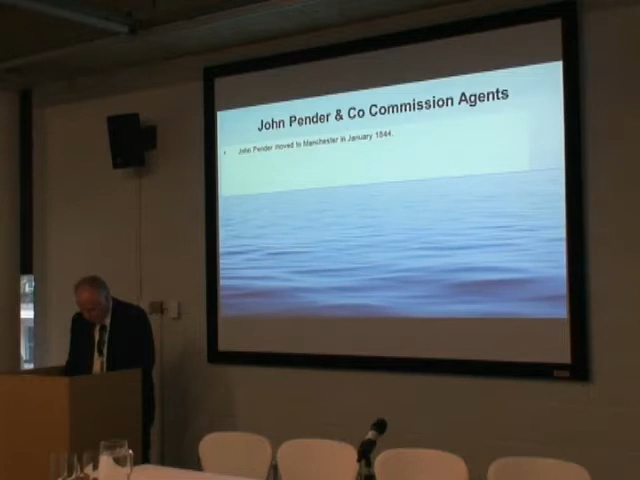 John Pender & Co Commission Agents
• John Pender moved to Manchester in January 1844.